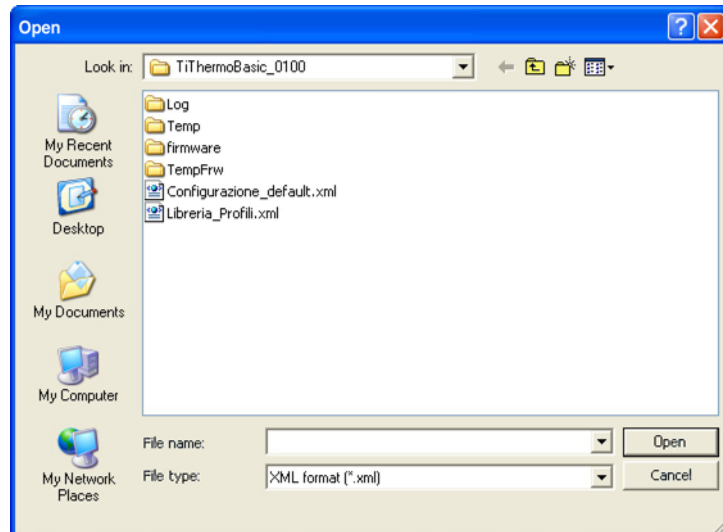 Open
Look in: TiThermoBasic_0100
My Recent
Documents
Desktop
My Documents
My Computer
My Network
Places
Log
Temp
firmware
TempFrw
Configurazione_default.xml
Libreria_Profili.xml
File name:
Open
File type: XML format (*.xml)
Cancel